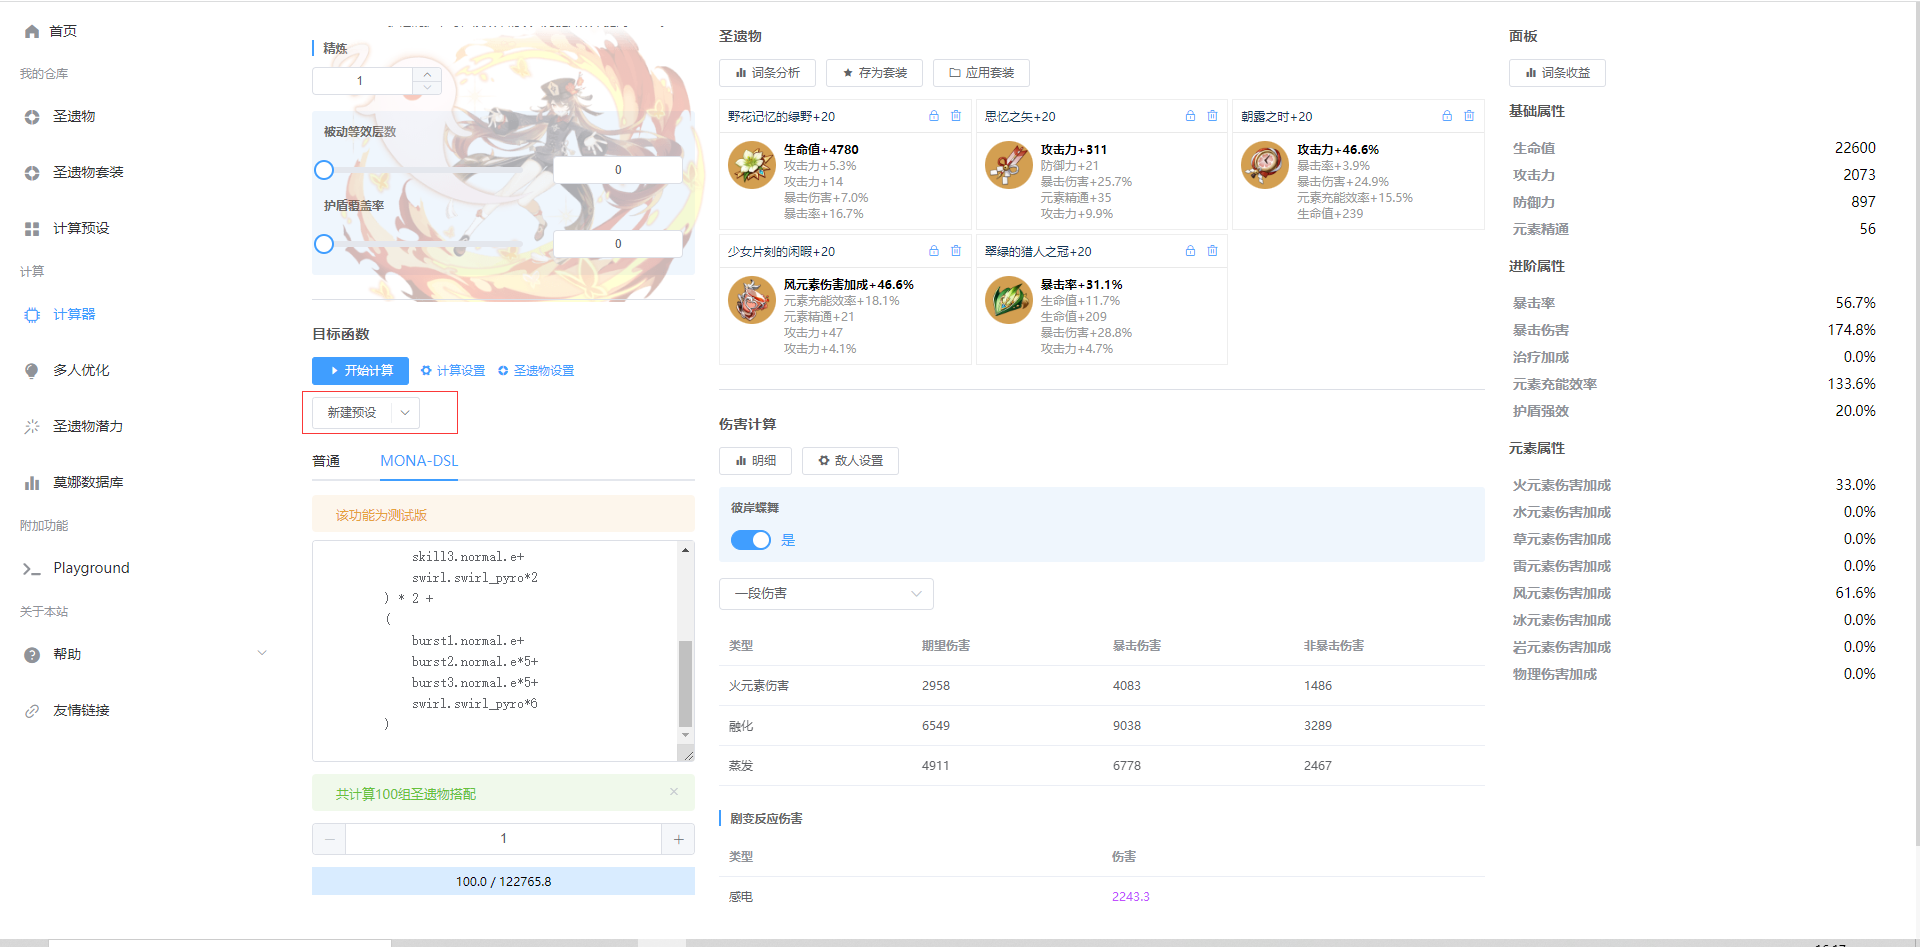 首页
我的仓库
圣遗物
圣遗物套装
计算预设
计算
计算器
多人优化
圣遗物潜力
莫娜数据库
附加功能
Playground
关于本站
帮助
友情链接
精炼
1
被动等效层数
0
护盾覆盖率
0
目标函数
开始计算 计算设置 圣遗物设置
新建预设
普通 MONA-DSL
该功能为测试版
skill3.normal.e+
swirl.swirl_pyro*2
) * 2 +
(
burst1.normal.e+
burst2.normal.e*5+
burst3.normal.e*5+
swirl.swirl_pyro*6
)
共计算100组圣遗物搭配
1
100.0 / 122765.8
圣遗物
词条分析 存为套装 应用套装
野花记忆的绿野+20
生命值+4780
攻击力+5.3%
攻击力+14
暴击伤害+7.0%
暴击率+16.7%
思忆之矢+20
攻击力+311
防御力+21
暴击伤害+25.7%
元素精通+35
攻击力+9.9%
朝露之时+20
攻击力+46.6%
暴击率+3.9%
暴击伤害+24.9%
元素充能效率+15.5%
生命值+239
少女片刻的闲暇+20
风元素伤害加成+46.6%
元素充能效率+18.1%
元素精通+21
攻击力+47
攻击力+4.1%
翠绿的猎人之冠+20
暴击率+31.1%
生命值+11.7%
生命值+209
暴击伤害+28.8%
攻击力+4.7%
伤害计算
明细 敌人设置
彼岸蝶舞
是
一段伤害
类型 期望伤害 暴击伤害 非暴击伤害
火元素伤害 2958 4083 1486
融化 6549 9038 3289
蒸发 4911 6778 2467
剧变反应伤害
类型 伤害
感电 2243.3
面板
词条收益
基础属性
生命值 22600
攻击力 2073
防御力 897
元素精通 56
进阶属性
暴击率 56.7%
暴击伤害 174.8%
治疗加成 0.0%
元素充能效率 133.6%
护盾强效 20.0%
元素属性
火元素伤害加成 33.0%
水元素伤害加成 0.0%
草元素伤害加成 0.0%
雷元素伤害加成 0.0%
风元素伤害加成 61.6%
冰元素伤害加成 0.0%
岩元素伤害加成 0.0%
物理伤害加成 0.0%